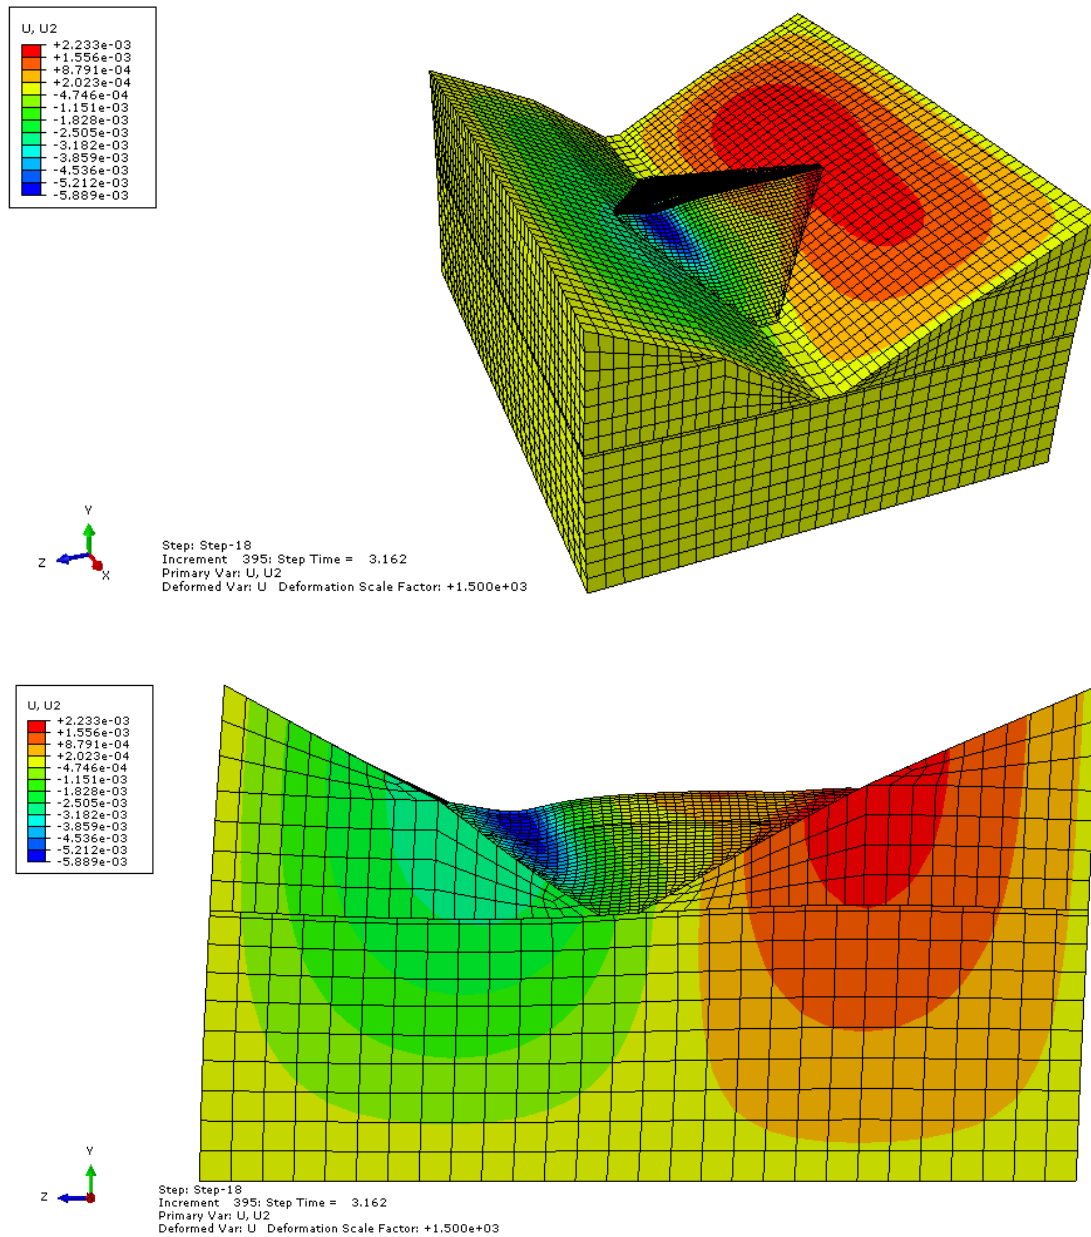 U, U2
+2.233e-03
+1.556e-03
+8.791e-04
+2.023e-04
-4.746e-04
-1.151e-03
-1.828e-03
-2.505e-03
-3.182e-03
-3.859e-03
-4.536e-03
-5.212e-03
-5.889e-03
Y
Z
X
Step: Step-18
Increment 395: Step Time = 3.162
Primary Var: U, U2
Deformed Var: U Deformation Scale Factor: +1.500e+03
U, U2
+2.233e-03
+1.556e-03
+8.791e-04
+2.023e-04
-4.746e-04
-1.151e-03
-1.828e-03
-2.505e-03
-3.182e-03
-3.859e-03
-4.536e-03
-5.212e-03
-5.889e-03
Y
Z
Step: Step-18
Increment 395: Step Time = 3.162
Primary Var: U, U2
Deformed Var: U Deformation Scale Factor: +1.500e+03